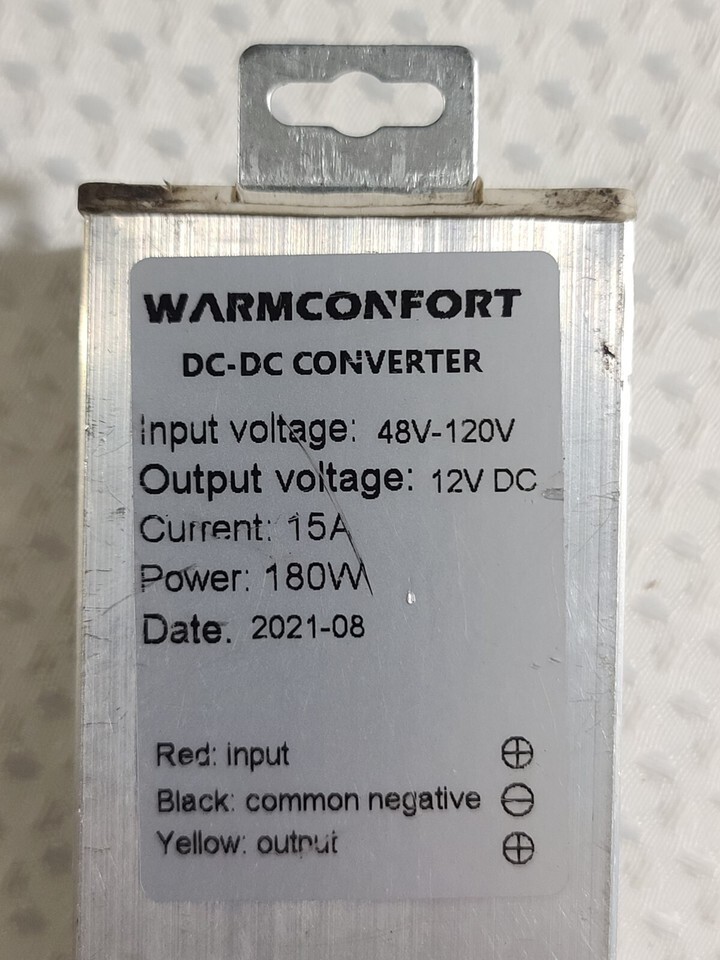 WARMCONFORT
DC-DC CONVERTER
Input voltage: 48V-120V
Output voltage: 12V DC
Current: 15A
Power: 180W
Date. 2021-08
Red: input ⊕
Black: common negative ⊖
Yellow: output ⊕